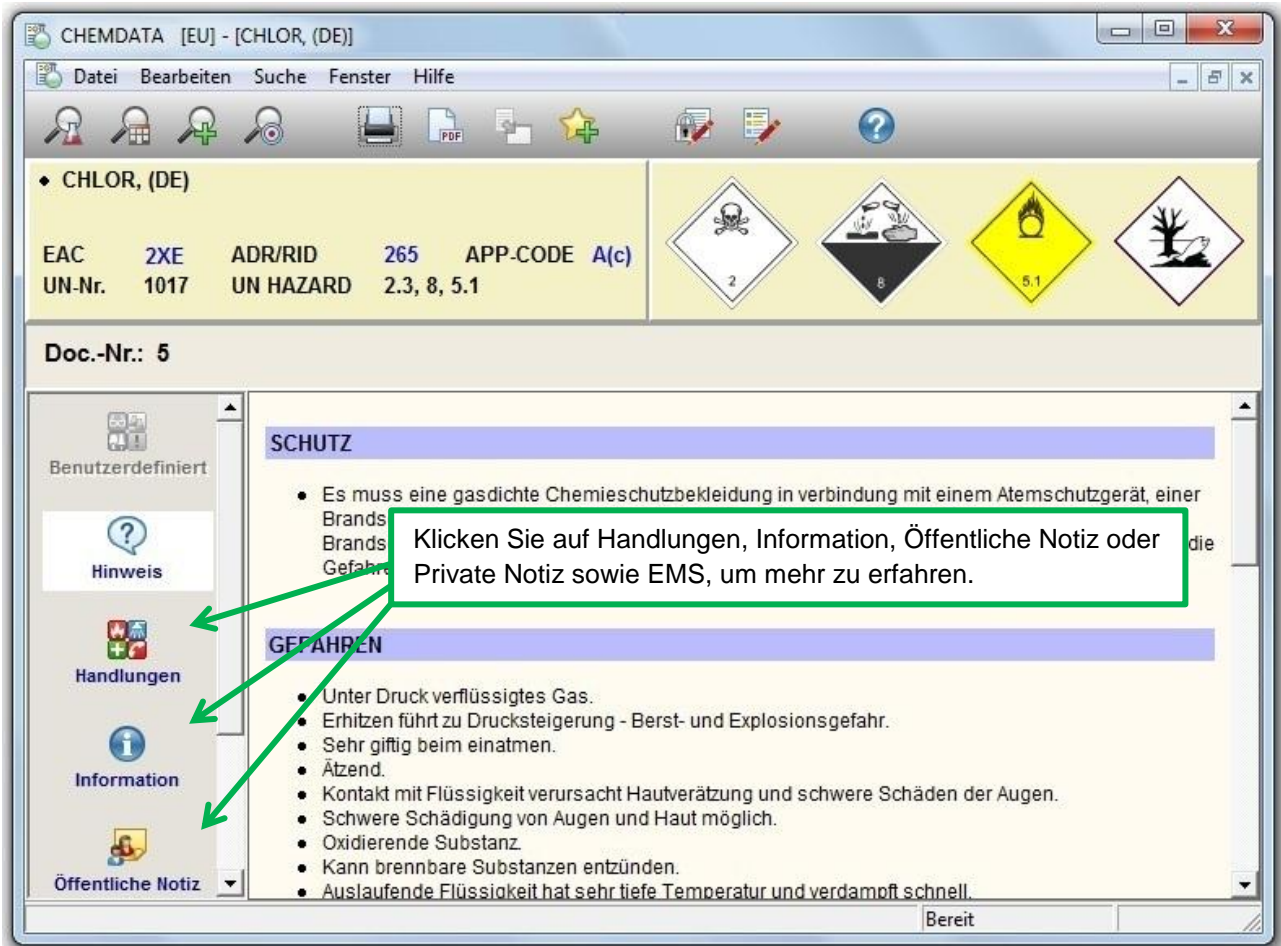 CHEMDATA [EU] - [CHLOR, (DE)]
Datei Bearbeiten Suche Fenster Hilfe
PDF
CHLOR, (DE)
EAC 2XE ADR/RID 265 APP-CODE A(c)
UN-Nr. 1017 UN HAZARD 2.3, 8, 5.1
2
8
5.1
Doc.-Nr.: 5
Benutzerdefiniert
Hinweis
Handlungen
Information
Öffentliche Notiz
SCHUTZ
• Es muss eine gasdichte Chemieschutzbekleidung in verbindung mit einem Atemschutzgerät, einer
Brands
Brands die
Gefahre
Klicken Sie auf Handlungen, Information, Öffentliche Notiz oder
Private Notiz sowie EMS, um mehr zu erfahren.
GEFAHREN
• Unter Druck verflüssigtes Gas.
• Erhitzen führt zu Drucksteigerung - Berst- und Explosionsgefahr.
• Sehr giftig beim einatmen.
• Ätzend.
• Kontakt mit Flüssigkeit verursacht Hautverätzung und schwere Schäden der Augen.
• Schwere Schädigung von Augen und Haut möglich.
• Oxidierende Substanz.
• Kann brennbare Substanzen entzünden.
• Auslaufende Flüssigkeit hat sehr tiefe Temperatur und verdampft schnell.
Bereit